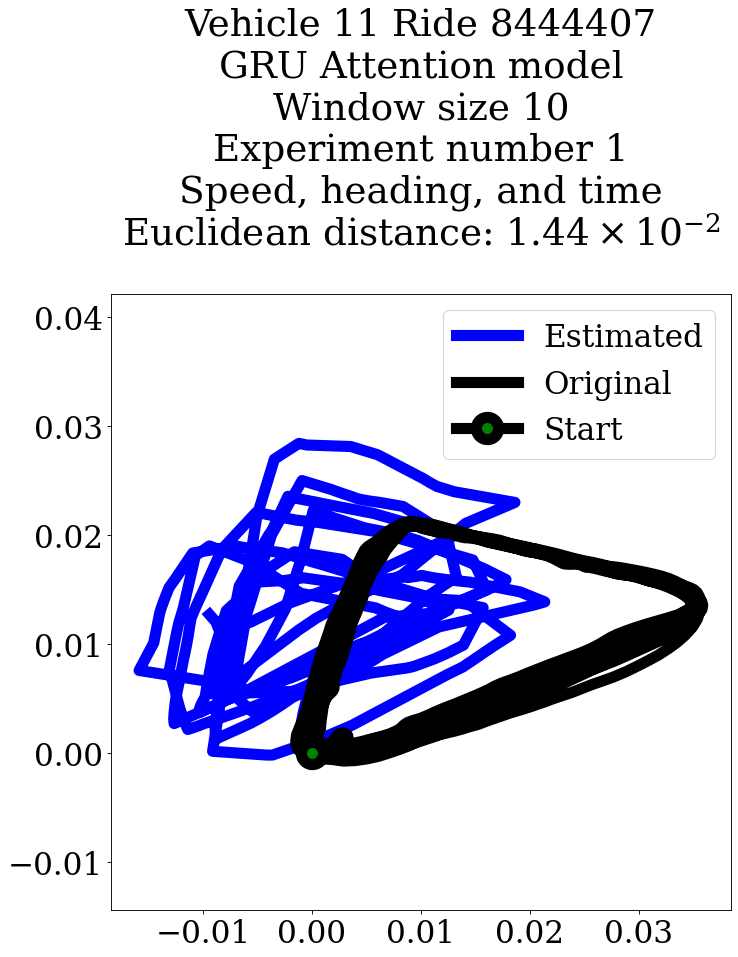 Vehicle 11 Ride 8444407
GRU Attention model
Window size 10
Experiment number 1
Speed, heading, and time
Euclidean distance: 1.44 × 10⁻²
0.04
Estimated
Original
Start
0.03
0.02
0.01
0.00
−0.01
−0.01 0.00 0.01 0.02 0.03